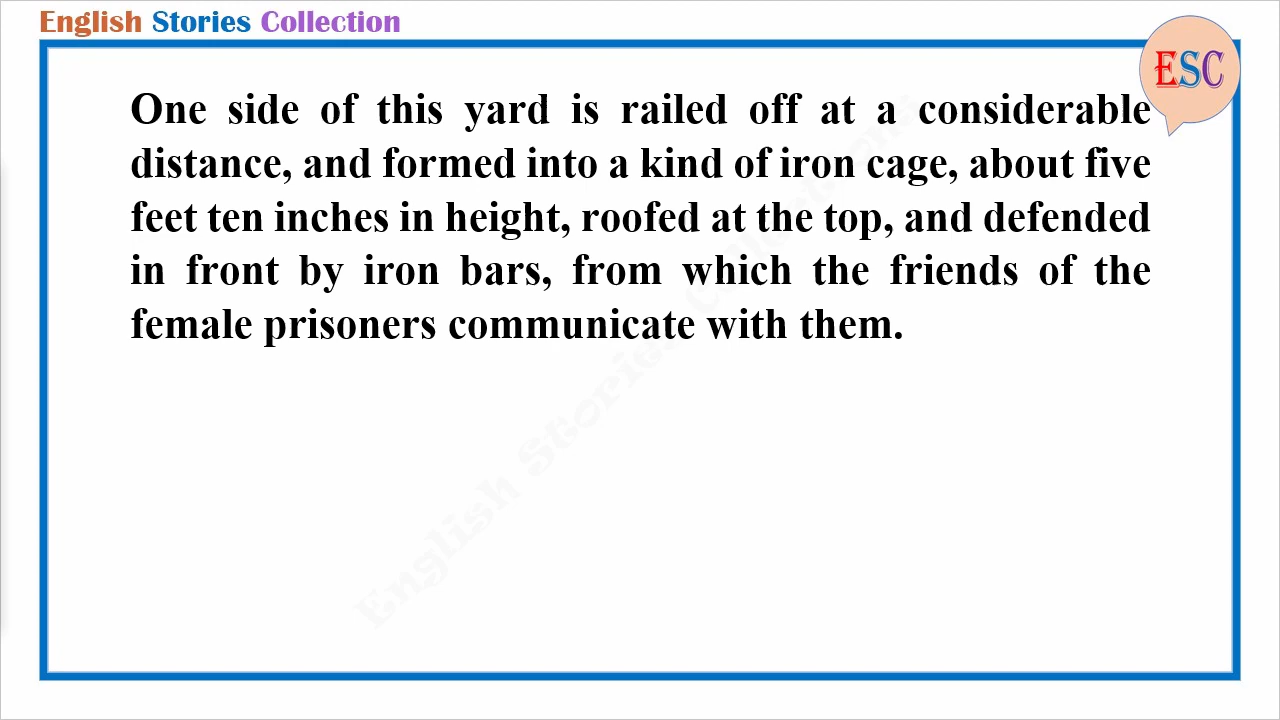 English Stories Collection
ESC
One side of this yard is railed off at a considerable
distance, and formed into a kind of iron cage, about five
feet ten inches in height, roofed at the top, and defended
in front by iron bars, from which the friends of the
female prisoners communicate with them.